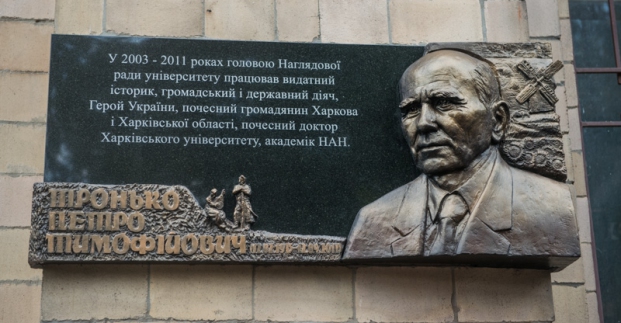 У 2003 - 2011 роках головою Наглядової
ради університету працював видатний
історик, громадський і державний діяч,
Герой України, почесний громадянин Харкова
і Харківської області, почесний доктор
Харківського університету, академік НАН.
ТРОНЬКО
ПЕТРО
ТИМОФІЙОВИЧ